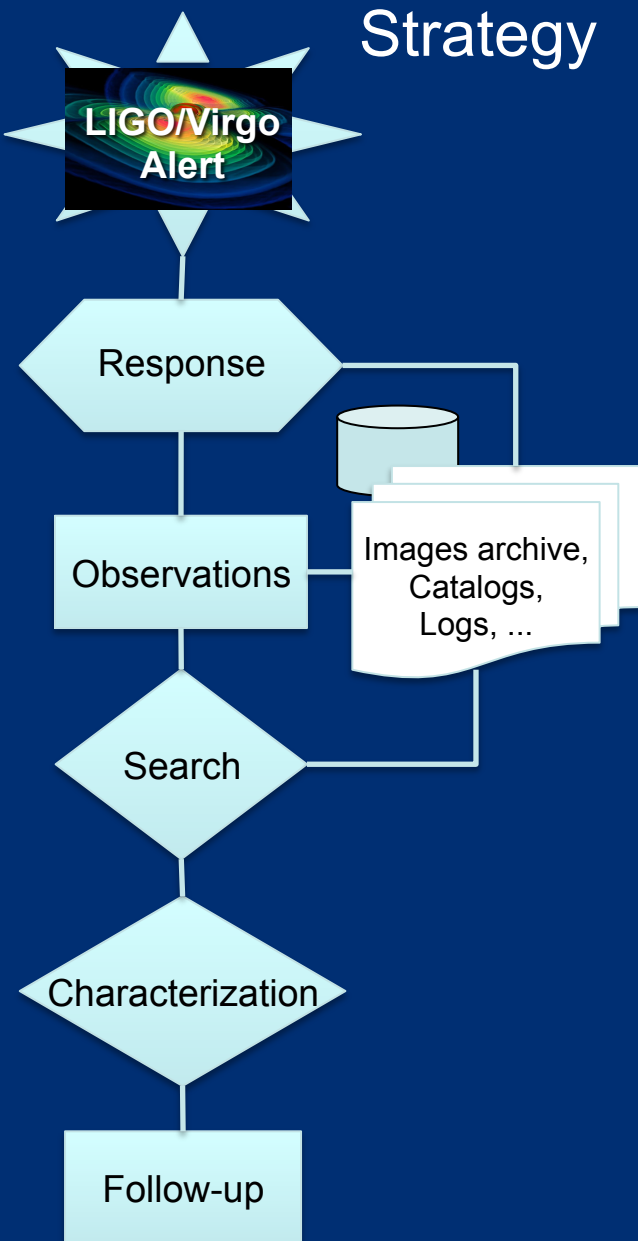 Strategy
LIGO/Virgo
Alert
Response
Images archive,
Catalogs,
Logs, ...
Observations
Search
Characterization
Follow-up